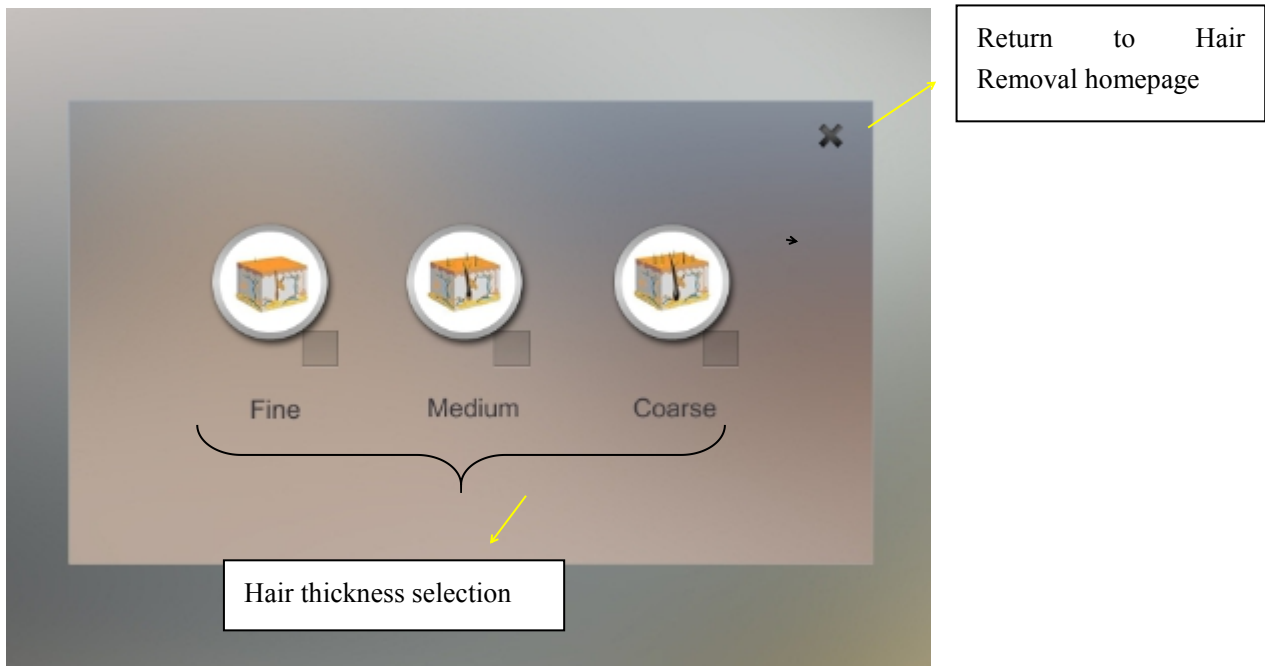 Return to Hair
Removal homepage
Fine
Medium
Coarse
Hair thickness selection